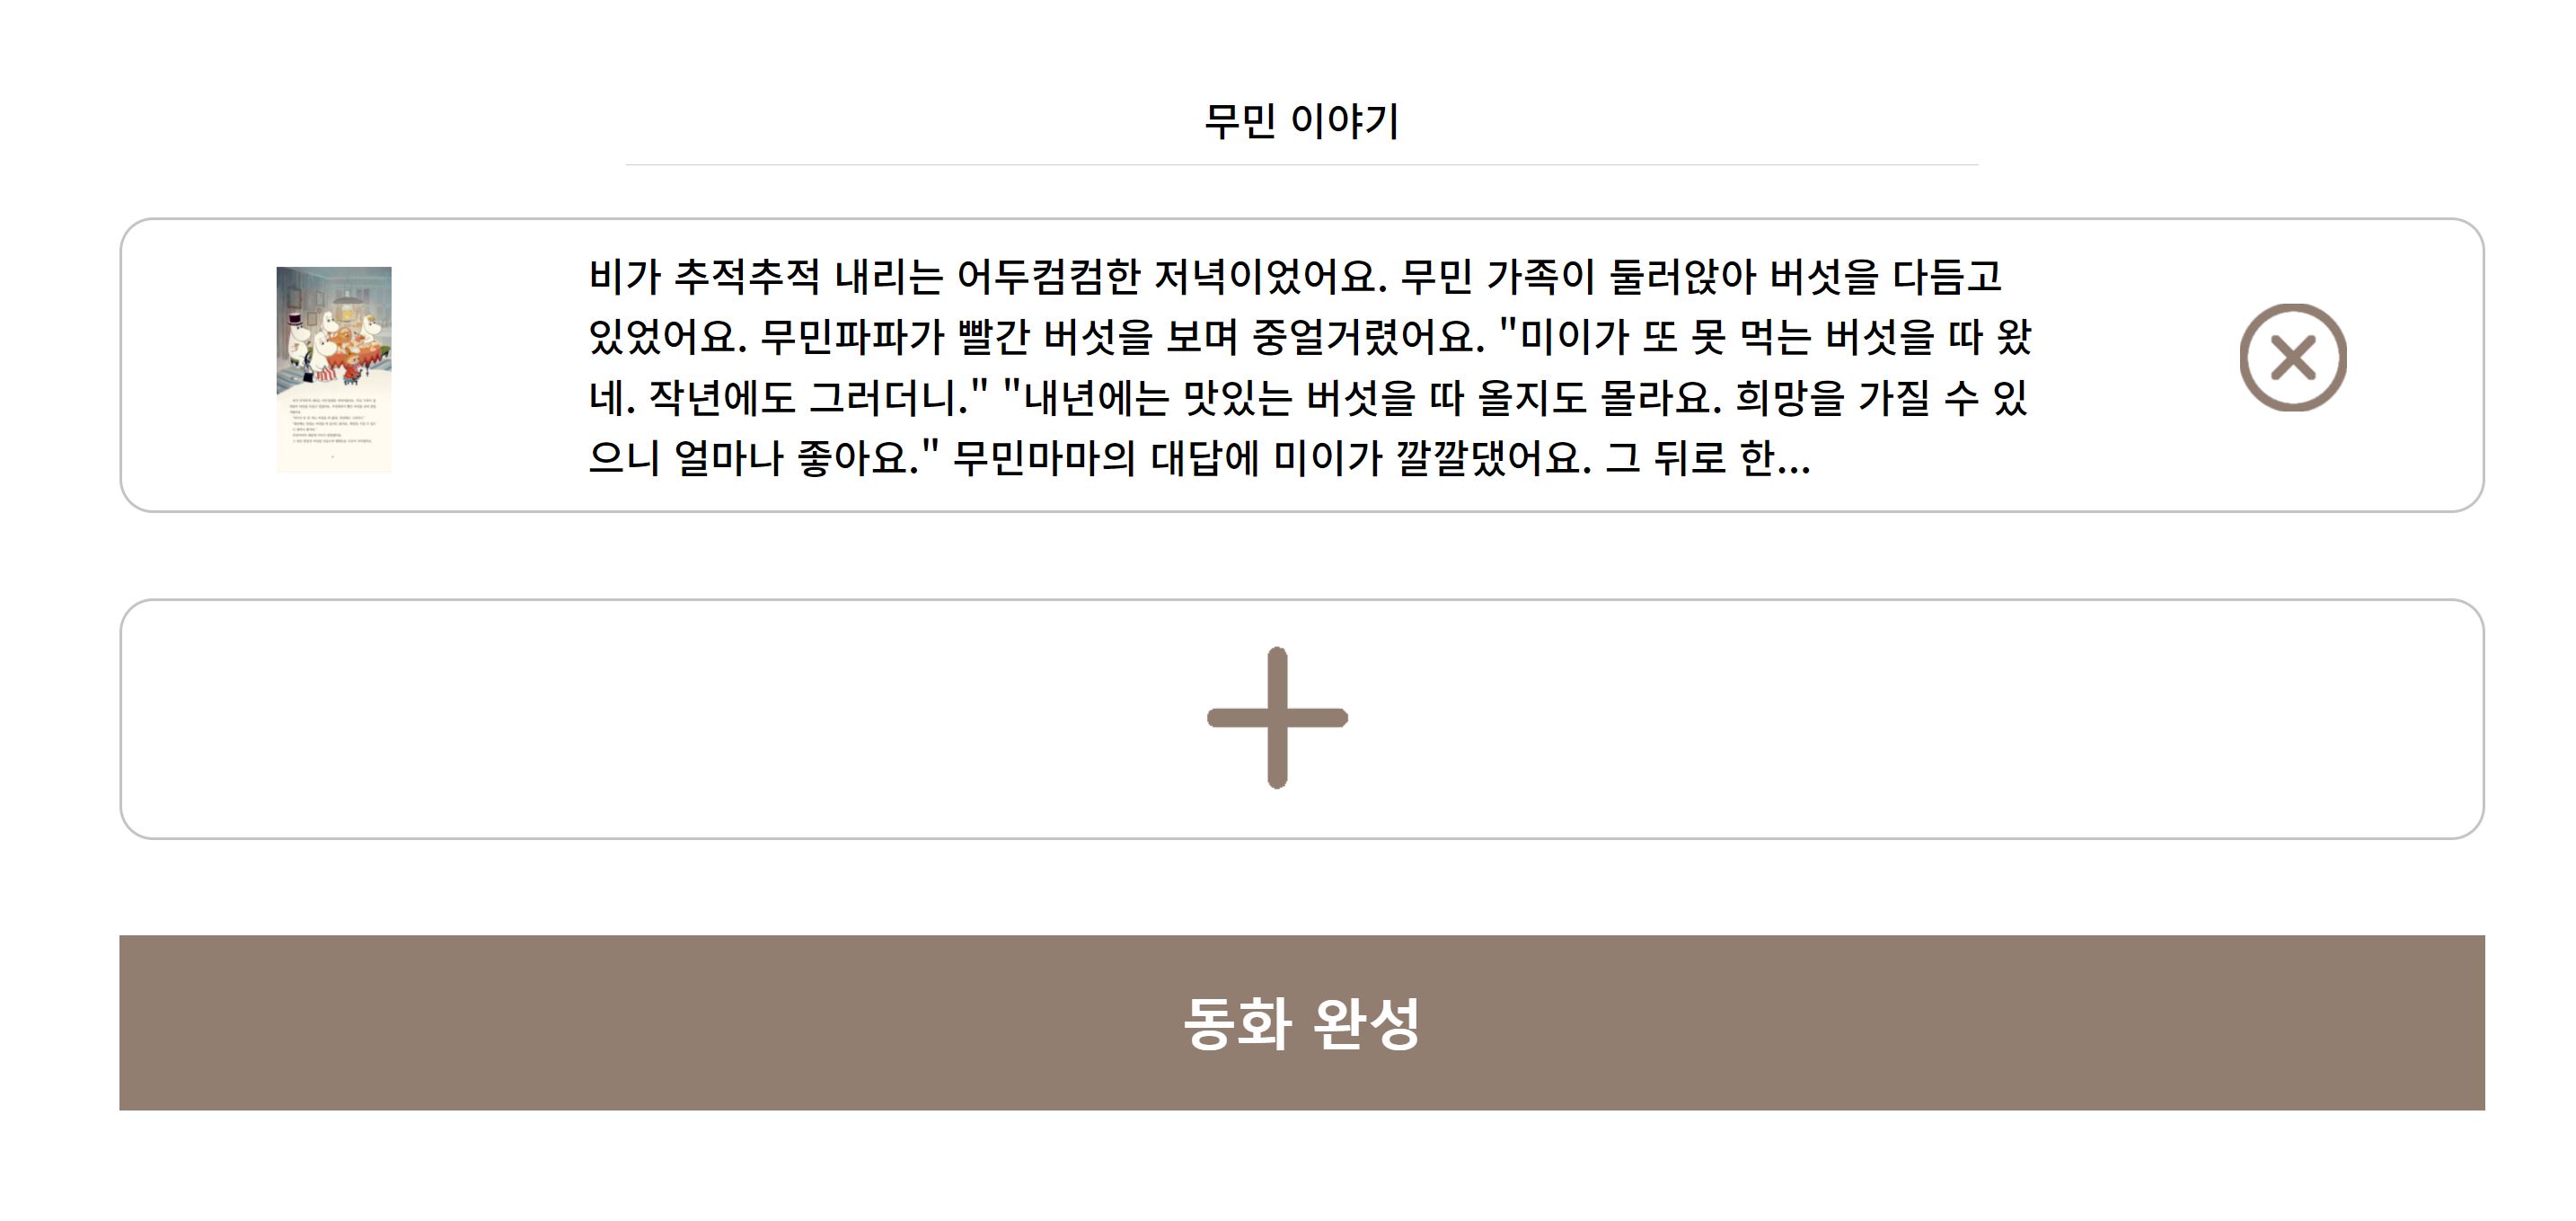 무민 이야기
비가 추적추적 내리는 어두컴컴한 저녁이었어요. 무민 가족이 둘러앉아 버섯을 다듬고
있었어요. 무민파파가 빨간 버섯을 보며 중얼거렸어요. "미이가 또 못 먹는 버섯을 따 왔
네. 작년에도 그러더니." "내년에는 맛있는 버섯을 따 올지도 몰라요. 희망을 가질 수 있
으니 얼마나 좋아요." 무민마마의 대답에 미이가 깔깔댔어요. 그 뒤로 한...
동화 완성